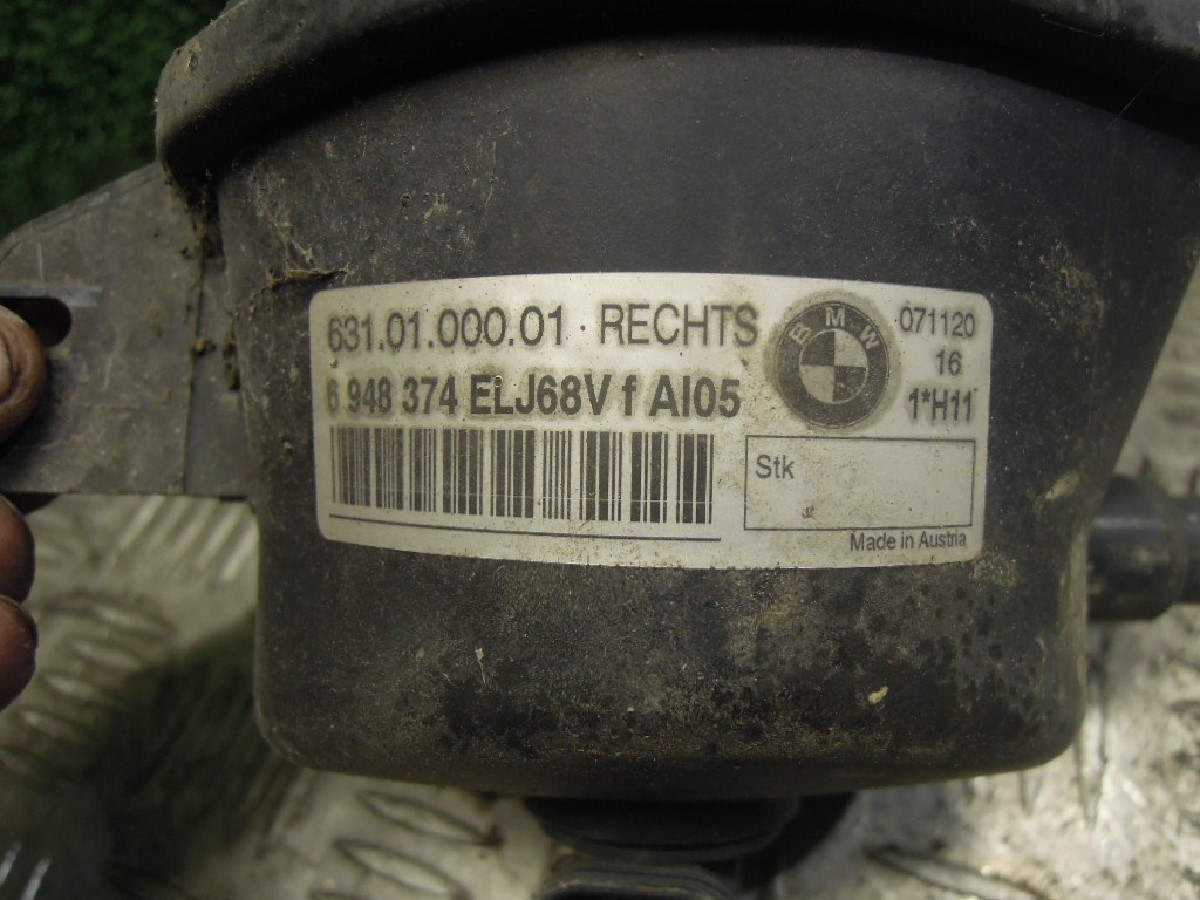 631.01.000.01 · RECHTS
6 948 374 ELJ68V f AI05
BMW
071120
16
1*H11
Stk
Made in Austria